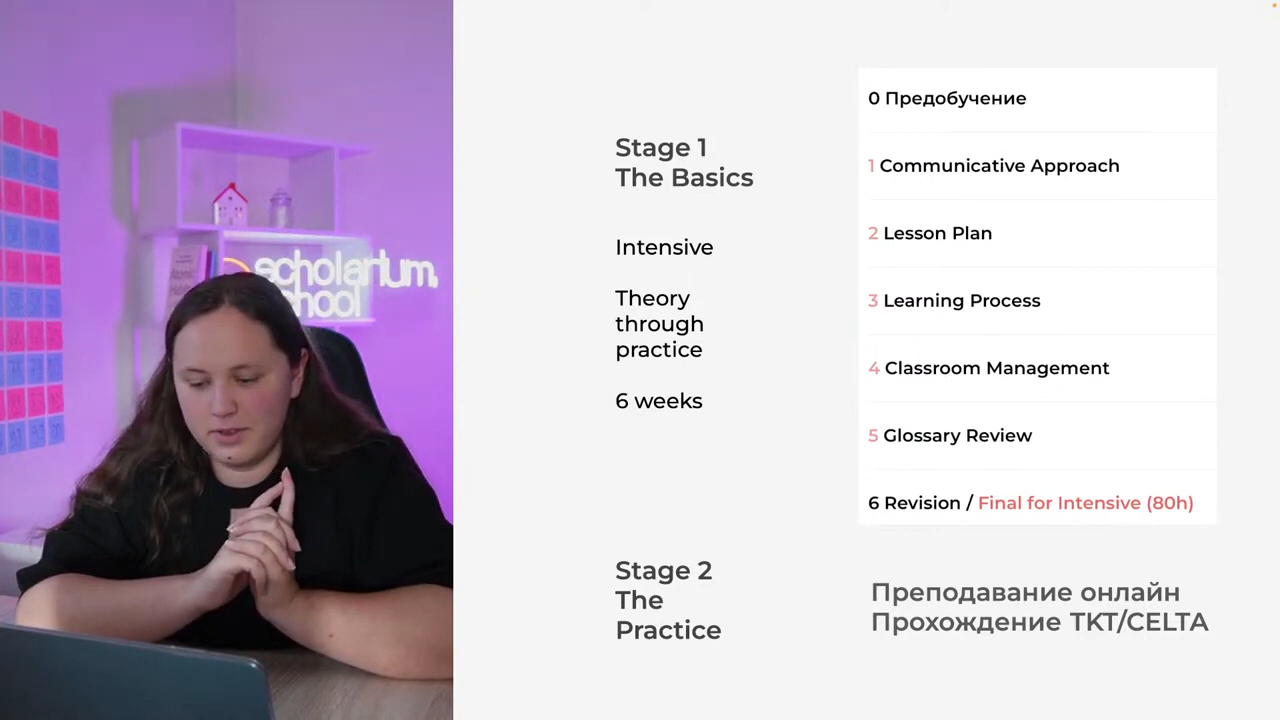 scholarium.
school
Stage 1
The Basics
Intensive
Theory
through
practice
6 weeks
0 Предобучение
1 Communicative Approach
2 Lesson Plan
3 Learning Process
4 Classroom Management
5 Glossary Review
6 Revision / Final for Intensive (80h)
Stage 2
The
Practice
Преподавание онлайн
Прохождение TKT/CELTA